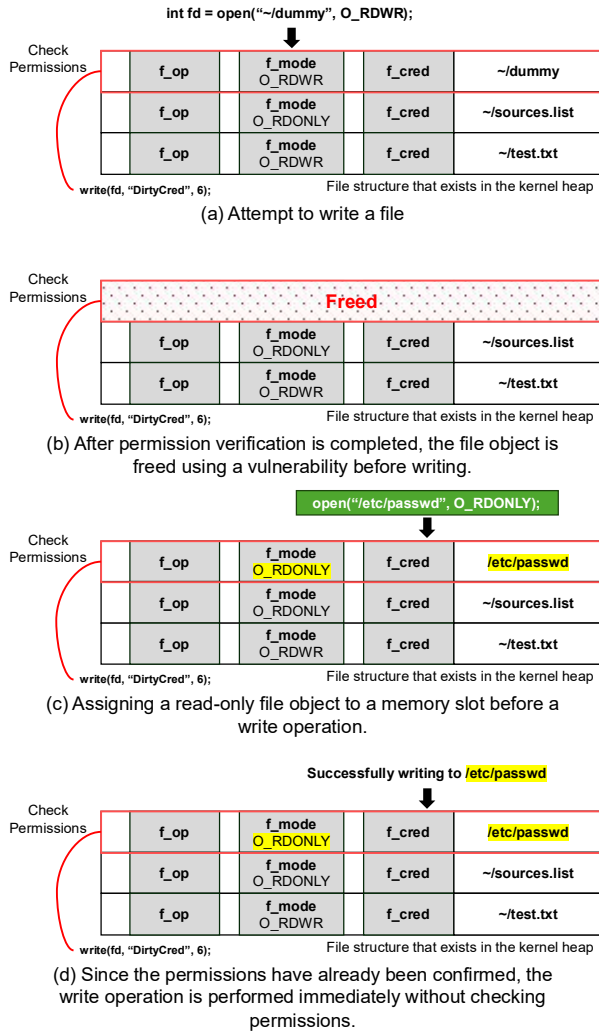 int fd = open(“~/dummy”, O_RDWR);
Check
Permissions
f_op
f_mode
O_RDWR
f_cred
~/dummy
f_op
f_mode
O_RDONLY
f_cred
~/sources.list
f_op
f_mode
O_RDWR
f_cred
~/test.txt
write(fd, “DirtyCred”, 6);
File structure that exists in the kernel heap
(a) Attempt to write a file
Check
Permissions
Freed
f_op
f_mode
O_RDONLY
f_cred
~/sources.list
f_op
f_mode
O_RDWR
f_cred
~/test.txt
write(fd, “DirtyCred”, 6);
File structure that exists in the kernel heap
(b) After permission verification is completed, the file object is
freed using a vulnerability before writing.
open(“/etc/passwd”, O_RDONLY);
Check
Permissions
f_op
f_mode
O_RDONLY
f_cred
/etc/passwd
f_op
f_mode
O_RDONLY
f_cred
~/sources.list
f_op
f_mode
O_RDWR
f_cred
~/test.txt
write(fd, “DirtyCred”, 6);
File structure that exists in the kernel heap
(c) Assigning a read-only file object to a memory slot before a
write operation.
Successfully writing to /etc/passwd
Check
Permissions
f_op
f_mode
O_RDONLY
f_cred
/etc/passwd
f_op
f_mode
O_RDONLY
f_cred
~/sources.list
f_op
f_mode
O_RDWR
f_cred
~/test.txt
write(fd, “DirtyCred”, 6);
File structure that exists in the kernel heap
(d) Since the permissions have already been confirmed, the
write operation is performed immediately without checking
permissions.